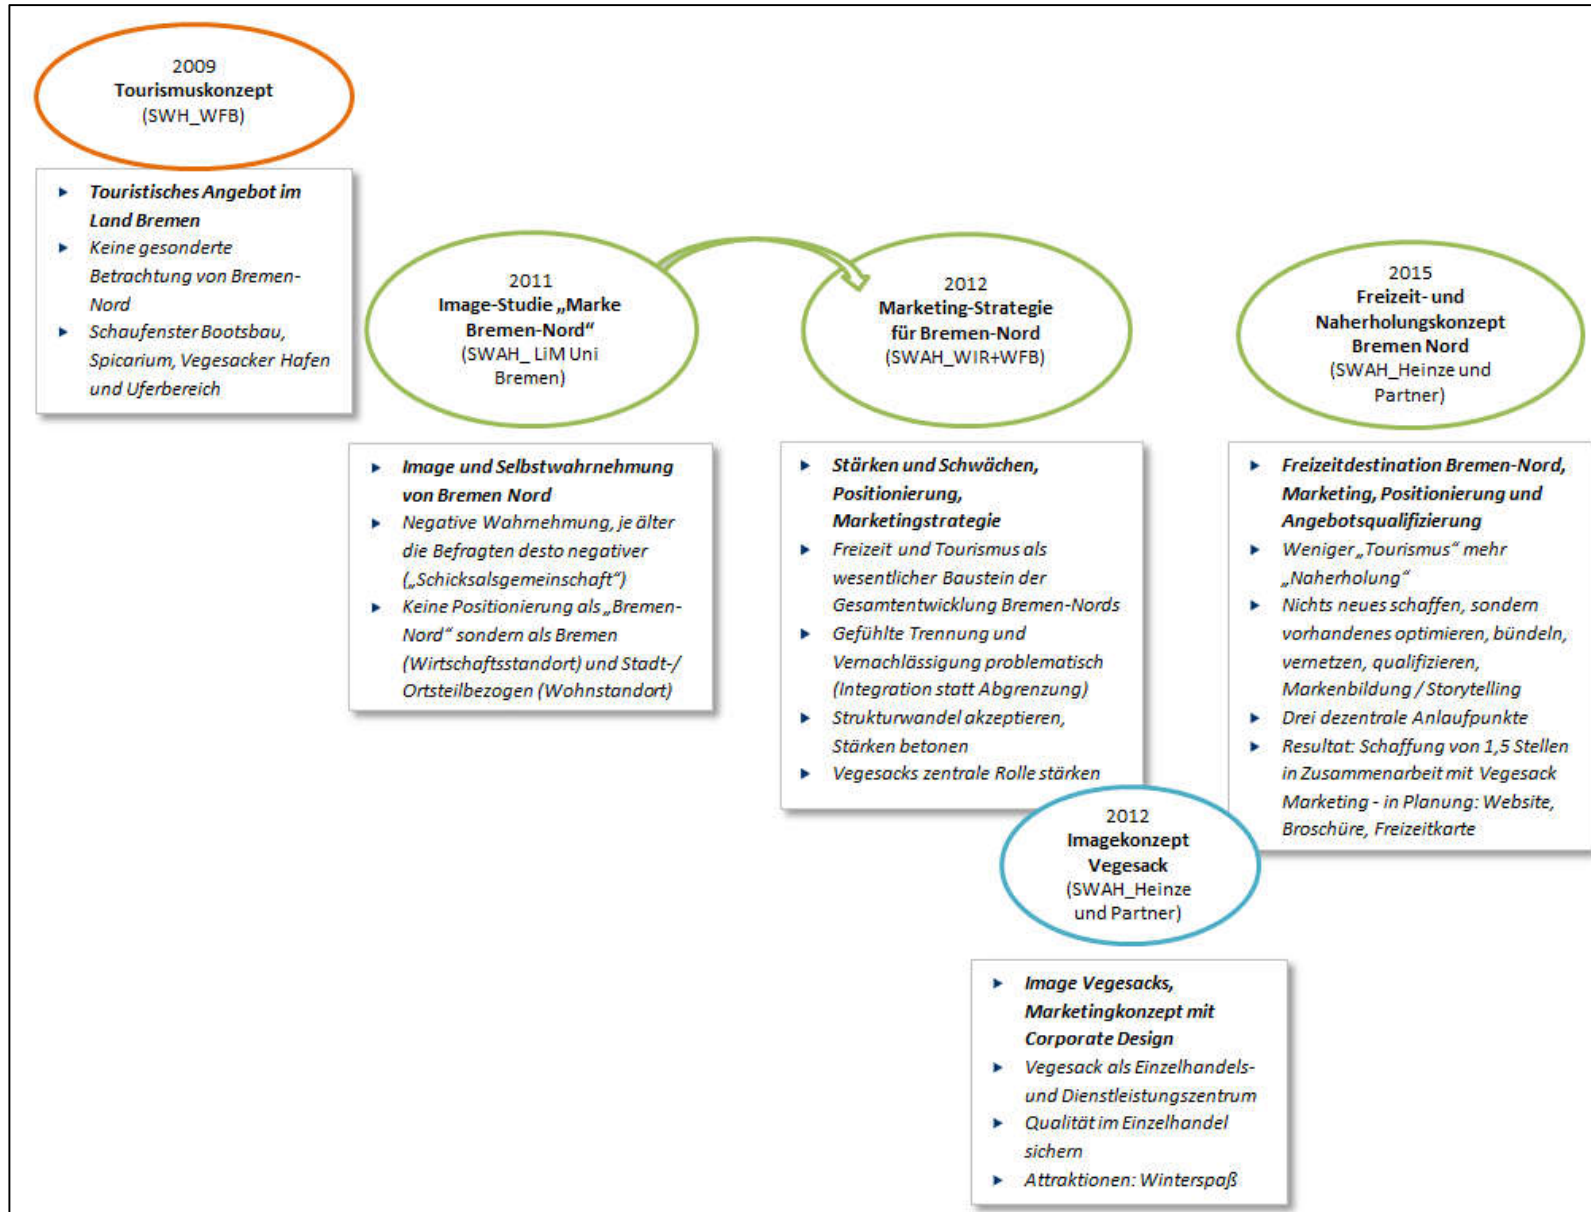 2009
Tourismuskonzept
(SWH_WFB)
Touristisches Angebot im
Land Bremen
Keine gesonderte
Betrachtung von Bremen-
Nord
Schaufenster Bootsbau,
Spicarium, Vegesacker Hafen
und Uferbereich
2011
Image-Studie „Marke
Bremen-Nord“
(SWAH_ LiM Uni
Bremen)
Image und Selbstwahrnehmung
von Bremen Nord
Negative Wahrnehmung, je älter
die Befragten desto negativer
(„Schicksalsgemeinschaft“)
Keine Positionierung als „Bremen-
Nord“ sondern als Bremen
(Wirtschaftsstandort) und Stadt-/
Ortsteilbezogen (Wohnstandort)
2012
Marketing-Strategie
für Bremen-Nord
(SWAH_WIR+WFB)
Stärken und Schwächen,
Positionierung,
Marketingstrategie
Freizeit und Tourismus als
wesentlicher Baustein der
Gesamtentwicklung Bremen-Nords
Gefühlte Trennung und
Vernachlässigung problematisch
(Integration statt Abgrenzung)
Strukturwandel akzeptieren,
Stärken betonen
Vegesacks zentrale Rolle stärken
2012
Imagekonzept
Vegesack
(SWAH_Heinze
und Partner)
Image Vegesacks,
Marketingkonzept mit
Corporate Design
Vegesack als Einzelhandels-
und Dienstleistungszentrum
Qualität im Einzelhandel
sichern
Attraktionen: Winterspaß
2015
Freizeit- und
Naherholungskonzept
Bremen Nord
(SWAH_Heinze und
Partner)
Freizeitdestination Bremen-Nord,
Marketing, Positionierung und
Angebotsqualifizierung
Weniger „Tourismus“ mehr
„Naherholung“
Nichts neues schaffen, sondern
vorhandenes optimieren, bündeln,
vernetzen, qualifizieren,
Markenbildung / Storytelling
Drei dezentrale Anlaufpunkte
Resultat: Schaffung von 1,5 Stellen
in Zusammenarbeit mit Vegesack
Marketing - in Planung: Website,
Broschüre, Freizeitkarte